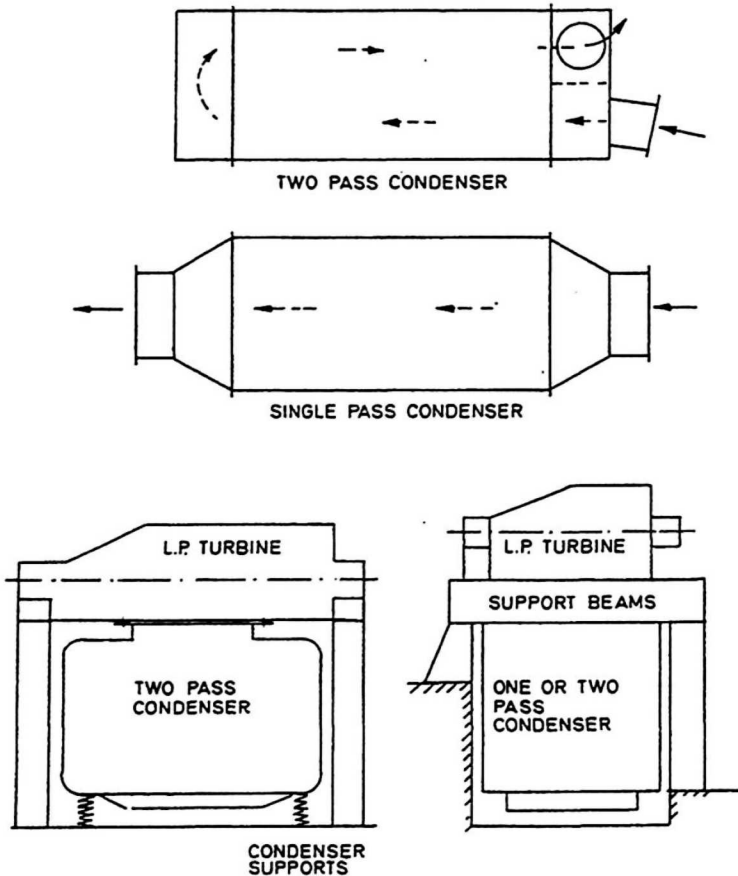 TWO PASS CONDENSER
SINGLE PASS CONDENSER
L.P. TURBINE
TWO PASS
CONDENSER
CONDENSER
SUPPORTS
L.P. TURBINE
SUPPORT BEAMS
ONE OR TWO
PASS
CONDENSER